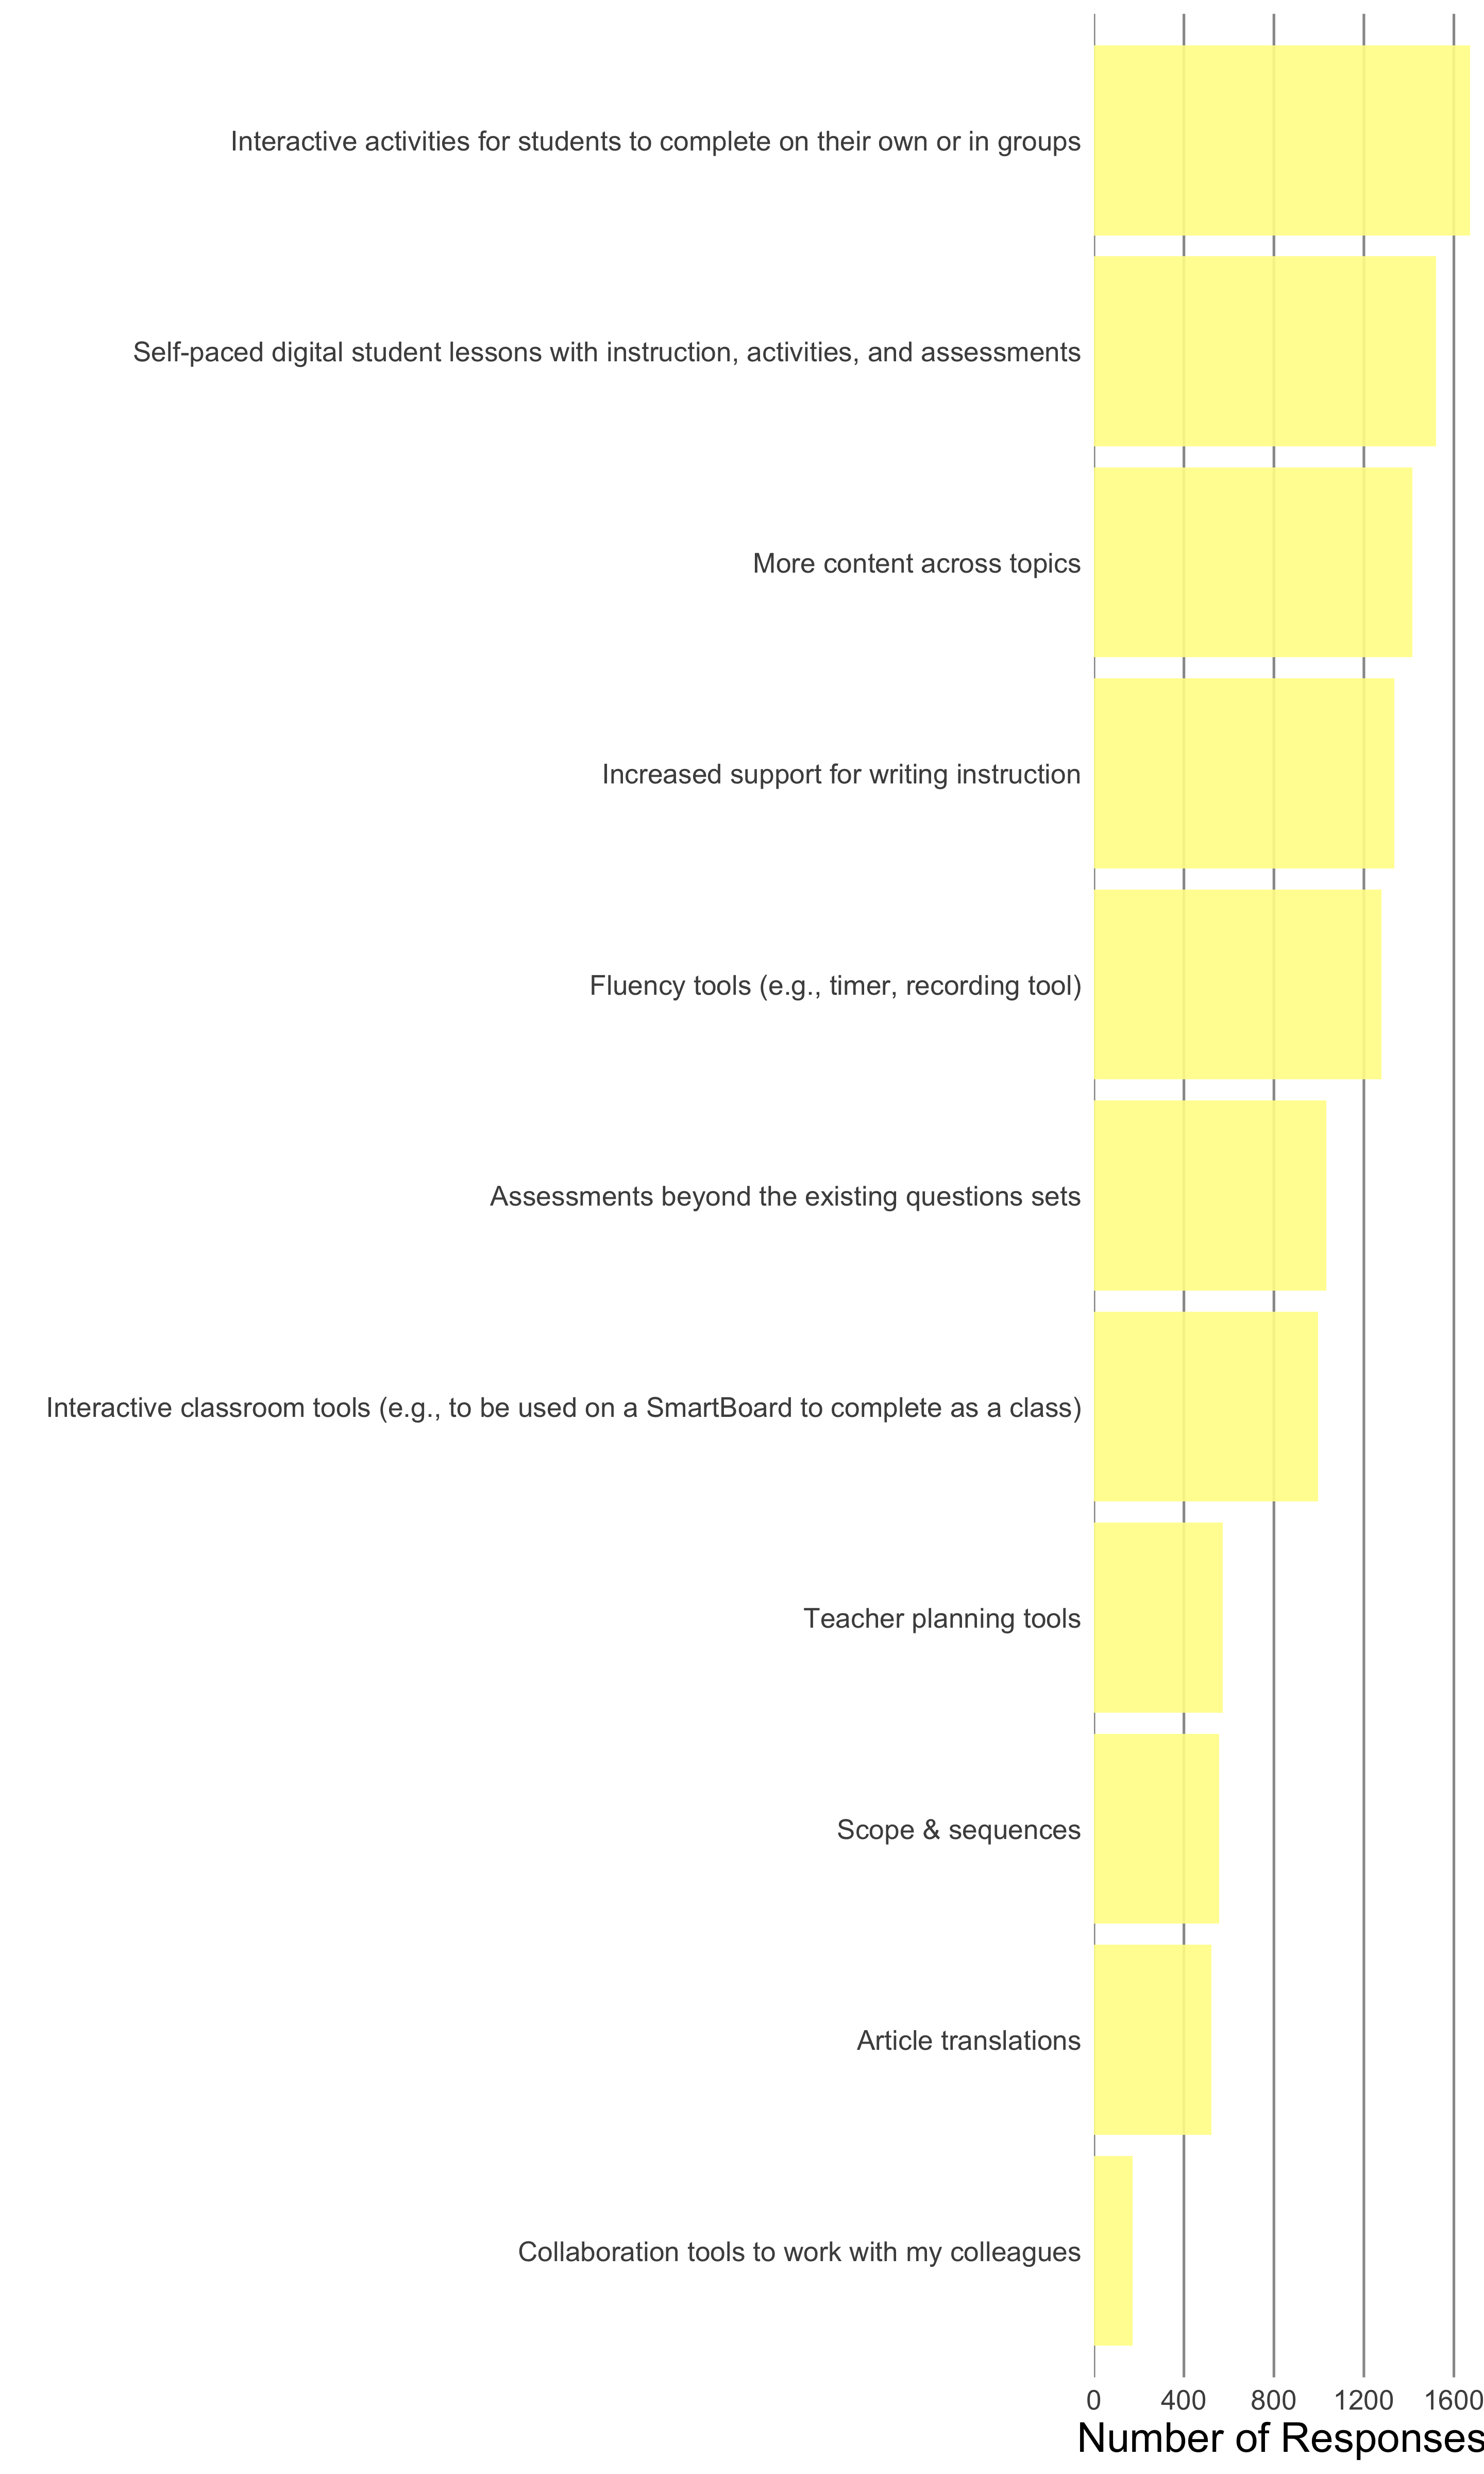 Interactive activities for students to complete on their own or in groups
Self-paced digital student lessons with instruction, activities, and assessments
More content across topics
Increased support for writing instruction
Fluency tools (e.g., timer, recording tool)
Assessments beyond the existing questions sets
Interactive classroom tools (e.g., to be used on a SmartBoard to complete as a class)
Teacher planning tools
Scope & sequences
Article translations
Collaboration tools to work with my colleagues
0 400 800 1200 1600
Number of Responses